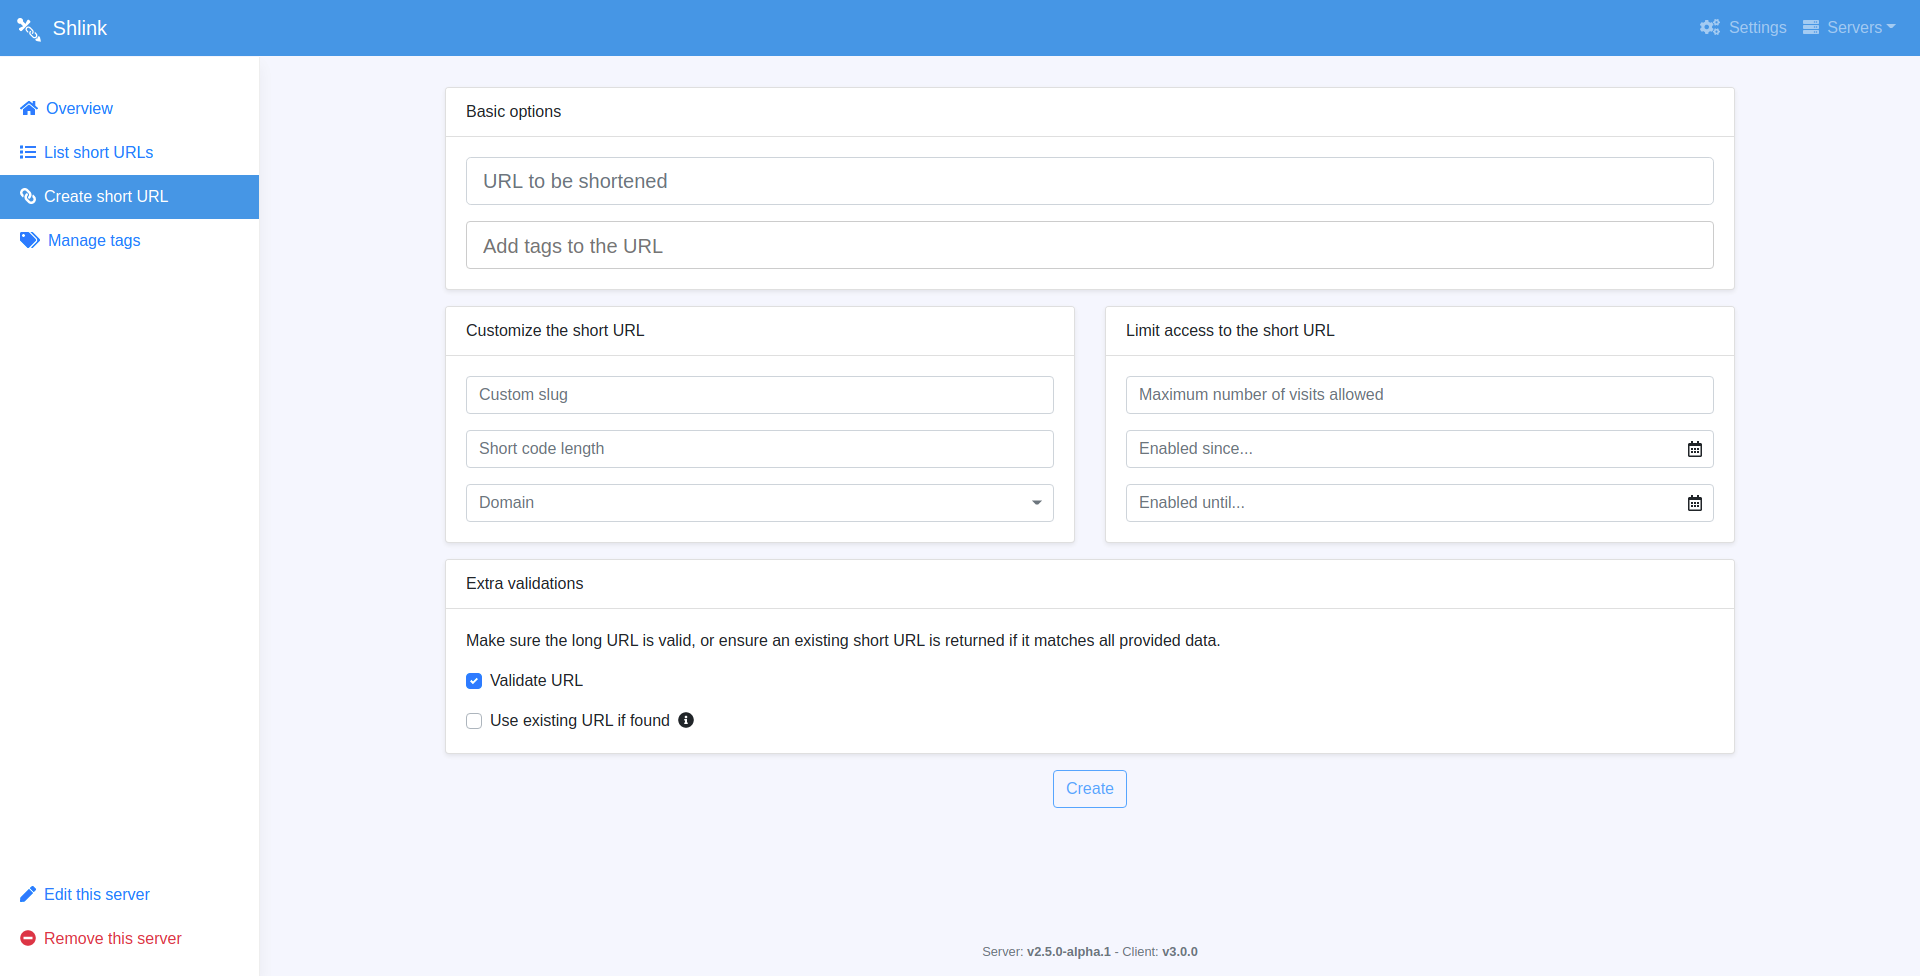 Shlink
Settings
Servers
Overview
List short URLs
Create short URL
Manage tags
Edit this server
Remove this server
Basic options
URL to be shortened
Add tags to the URL
Customize the short URL
Custom slug
Short code length
Domain
Limit access to the short URL
Maximum number of visits allowed
Enabled since...
Enabled until...
Extra validations
Make sure the long URL is valid, or ensure an existing short URL is returned if it matches all provided data.
Validate URL
Use existing URL if found
Create
Server: v2.5.0-alpha.1 - Client: v3.0.0